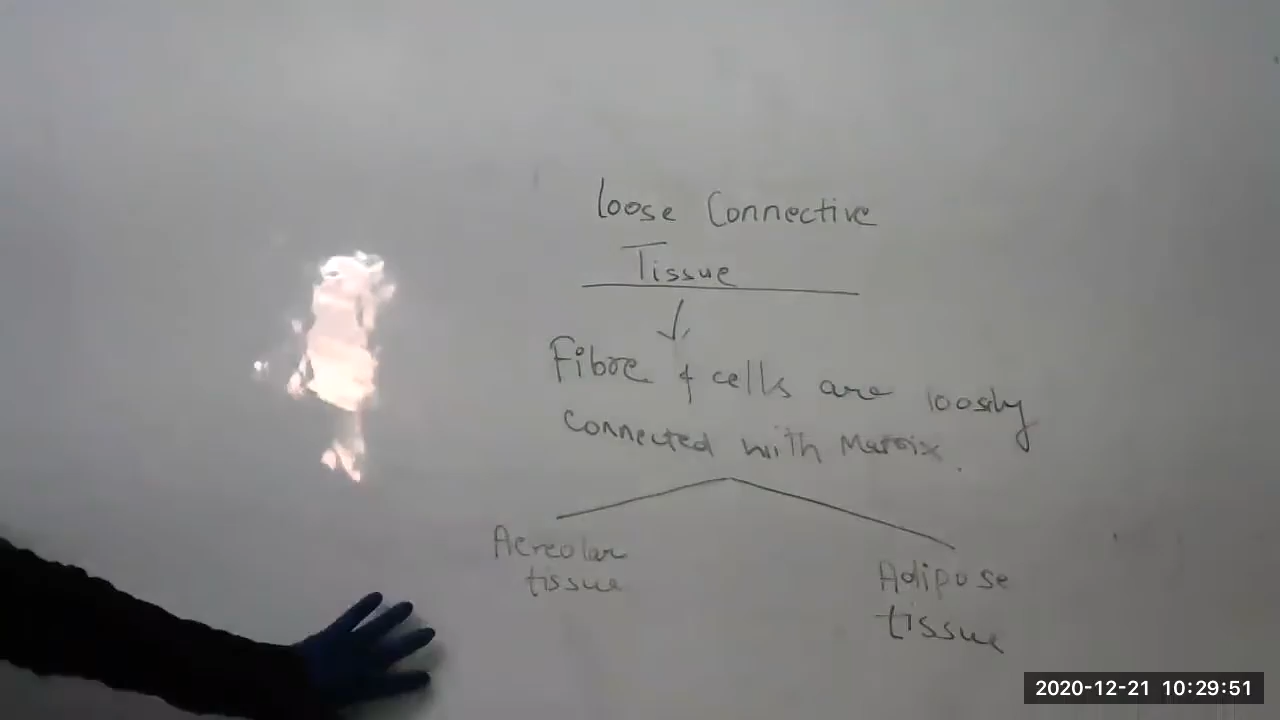 loose Connective
Tissue
Fibre & cells are loosly
connected with Matrix.
Aereolar
tissue
Adipose
tissue
2020-12-21 10:29:51